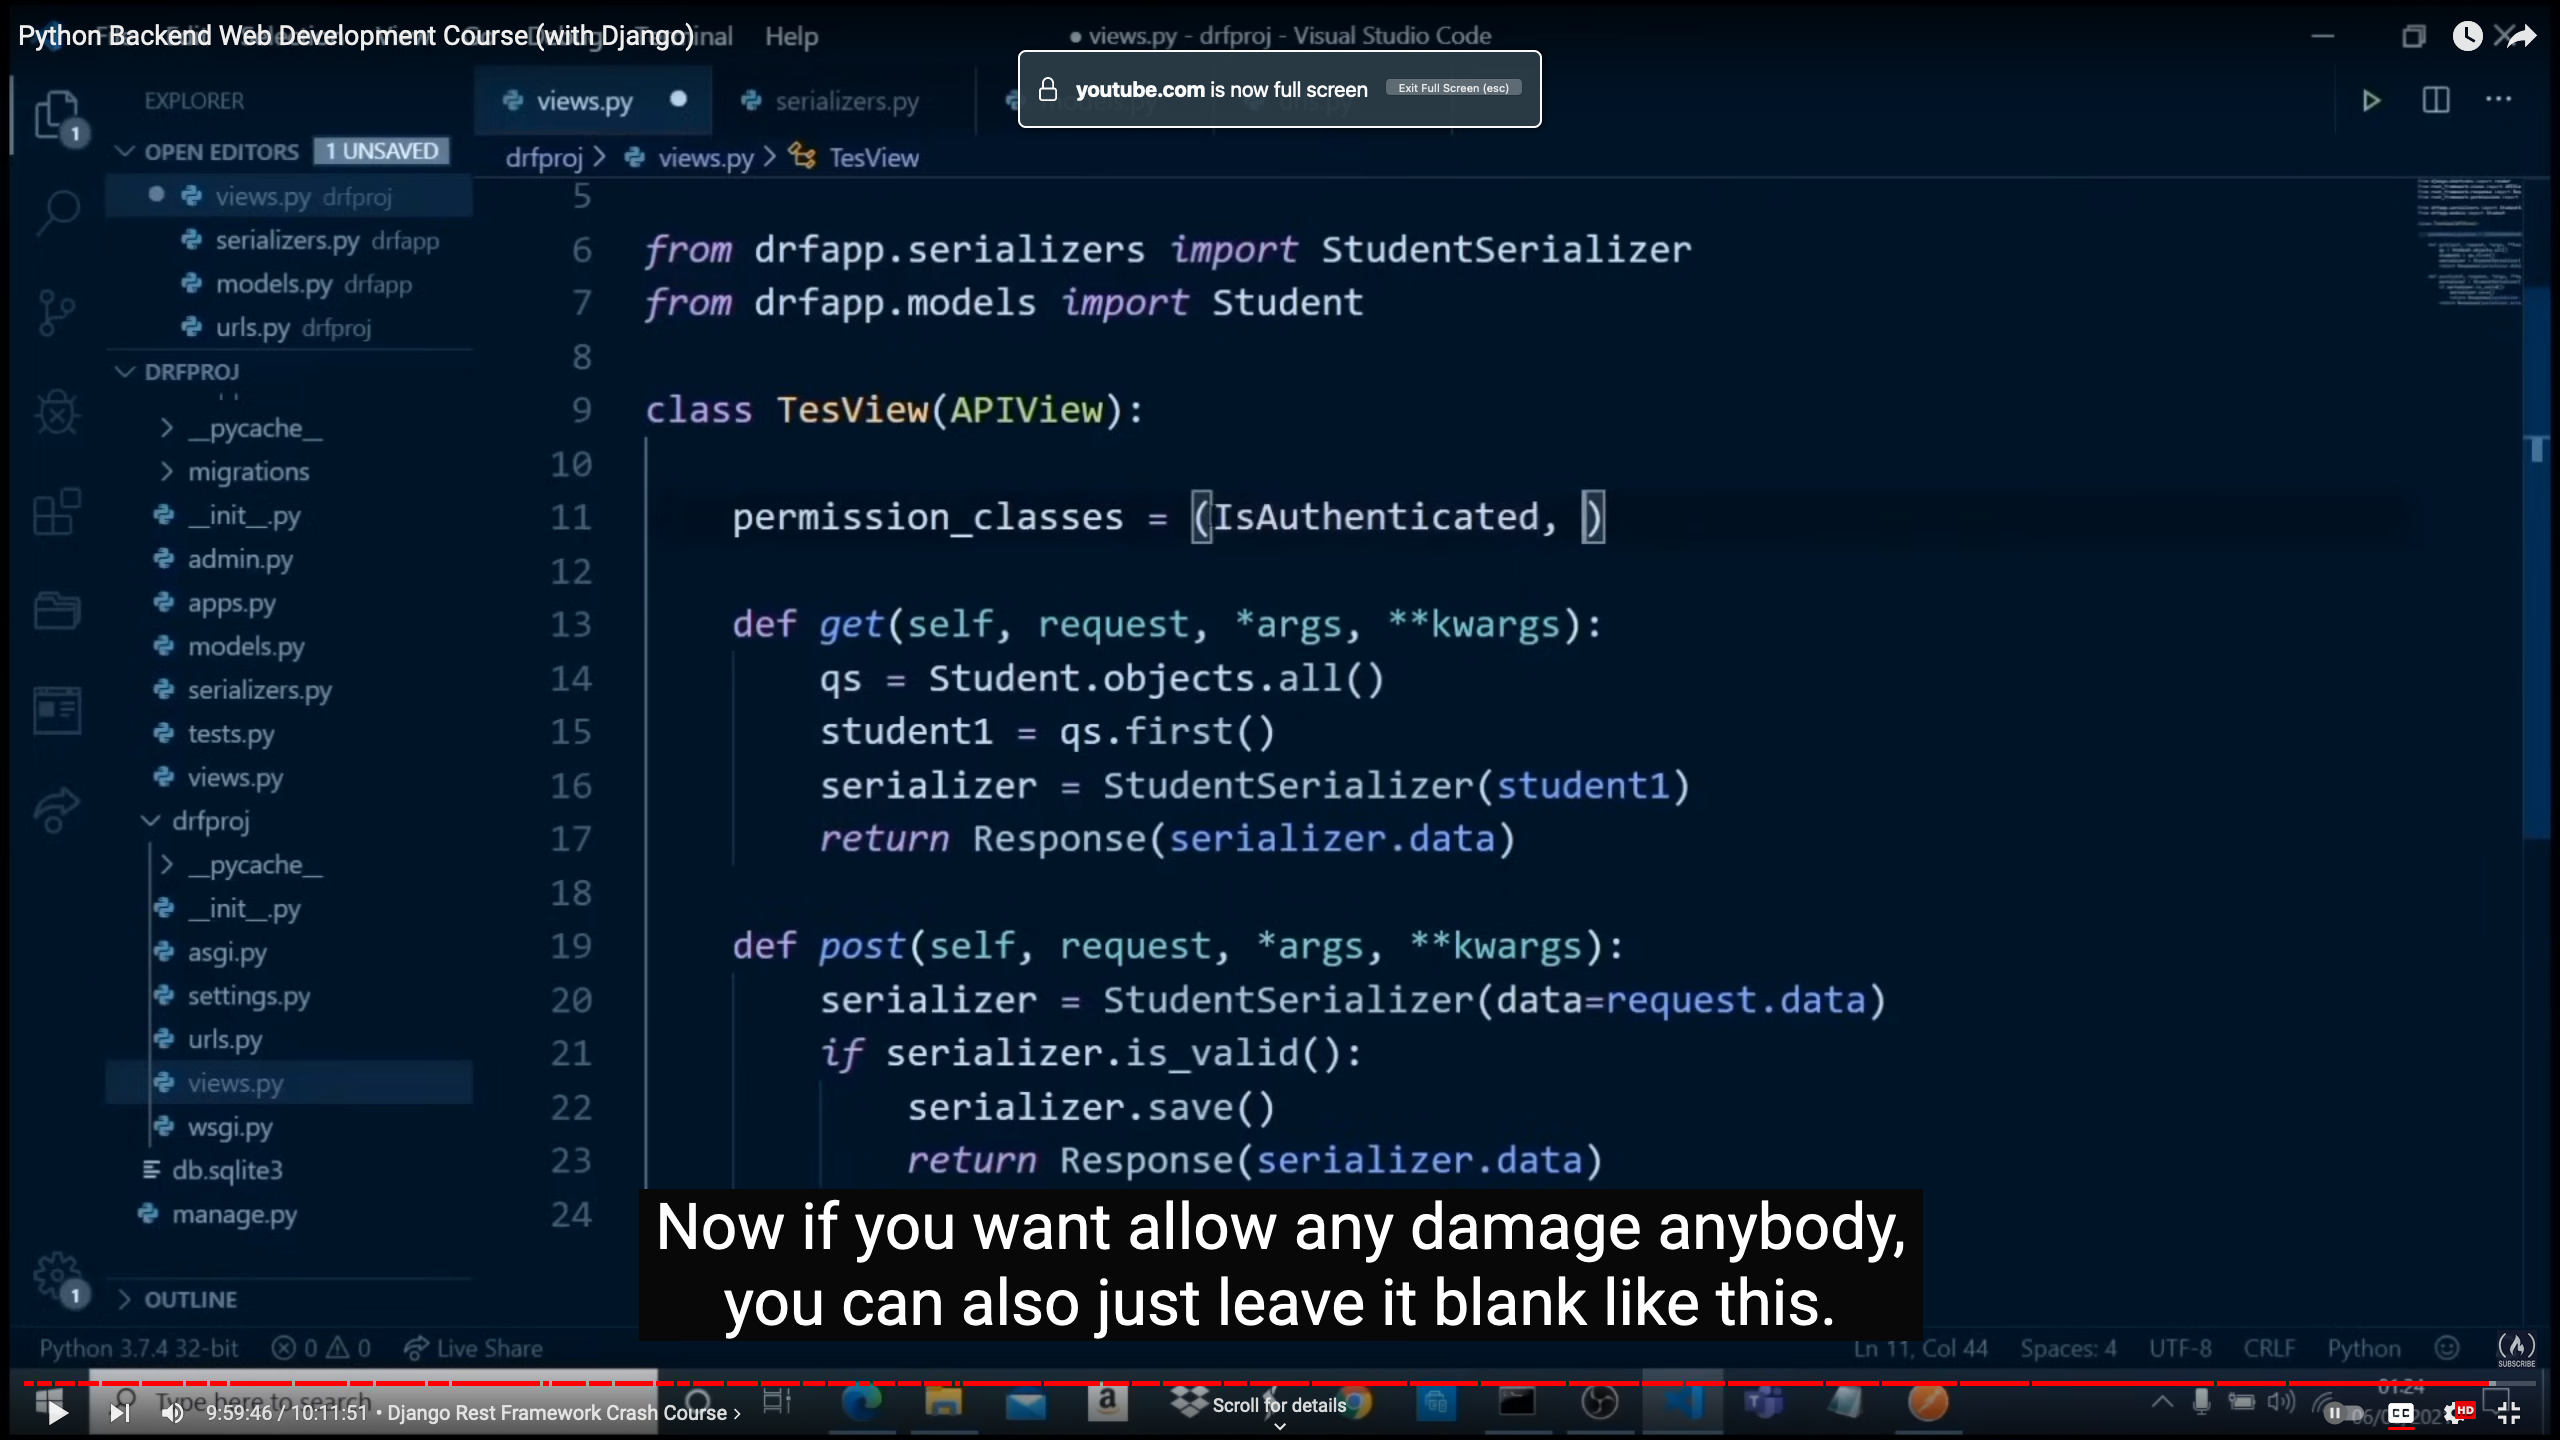 Python Backend Web Development Course (with Django)
Help
● views.py - drfproj - Visual Studio Code
youtube.com is now full screen
Exit Full Screen (esc)
EXPLORER
views.py
serializers.py
OPEN EDITORS
1 UNSAVED
drfproj > views.py > TesView
views.py drfproj
serializers.py drfapp
models.py drfapp
urls.py drfproj
DRFPROJ
__pycache__
migrations
__init__.py
admin.py
apps.py
models.py
serializers.py
tests.py
views.py
drfproj
__pycache__
__init__.py
asgi.py
settings.py
urls.py
views.py
wsgi.py
db.sqlite3
manage.py
OUTLINE
1
1
5
6 from drfapp.serializers import StudentSerializer
7 from drfapp.models import Student
8
9 class TesView(APIView):
10
11 permission_classes = (IsAuthenticated, )
12
13 def get(self, request, *args, **kwargs):
14 qs = Student.objects.all()
15 student1 = qs.first()
16 serializer = StudentSerializer(student1)
17 return Response(serializer.data)
18
19 def post(self, request, *args, **kwargs):
20 serializer = StudentSerializer(data=request.data)
21 if serializer.is_valid():
22 serializer.save()
23 return Response(serializer.data)
24
Now if you want allow any damage anybody,
you can also just leave it blank like this.
Python 3.7.4 32-bit 0 0 Live Share
Ln 11, Col 44 Spaces: 4 UTF-8 CRLF Python
SUBSCRIBE
Type here to search
9:59:46 / 10:11:51 • Django Rest Framework Crash Course >
Scroll for details
01:24
CC
HD